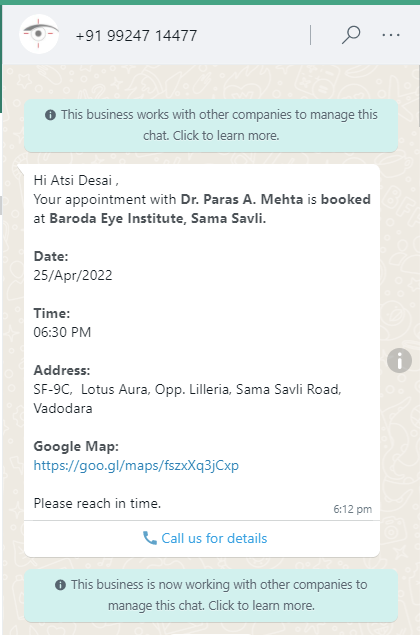 +91 99247 14477
This business works with other companies to manage this
chat. Click to learn more.
Hi Atsi Desai ,
Your appointment with Dr. Paras A. Mehta is booked
at Baroda Eye Institute, Sama Savli.
Date:
25/Apr/2022
Time:
06:30 PM
Address:
SF-9C,  Lotus Aura, Opp. Lilleria, Sama Savli Road,
Vadodara
Google Map:
https://goo.gl/maps/fszxXq3jCxp
Please reach in time.
6:12 pm
Call us for details
This business is now working with other companies to
manage this chat. Click to learn more.